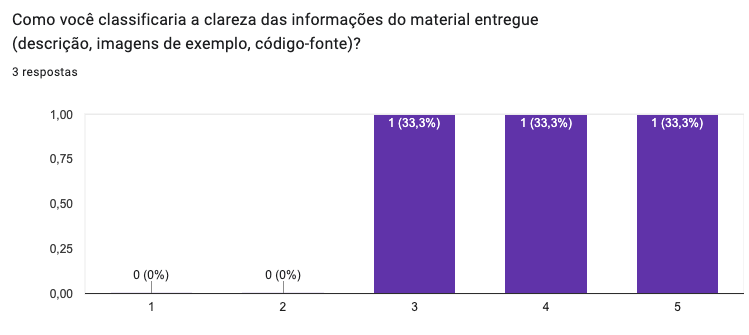 Como você classificaria a clareza das informações do material entregue
(descrição, imagens de exemplo, código-fonte)?
3 respostas
1,00
1 (33,3%) 1 (33,3%) 1 (33,3%)
0,75
0,50
0,25
0 (0%) 0 (0%)
0,00
1 2 3 4 5